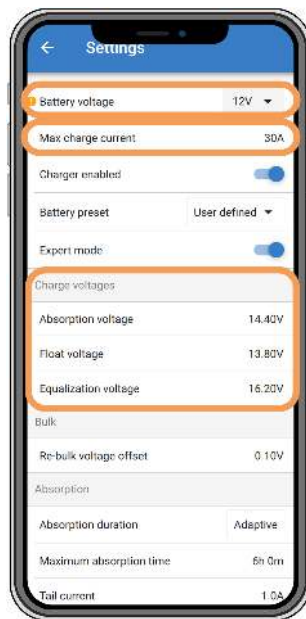 Settings
Battery voltage 12V
Max charge current 30A
Charger enabled
Battery preset User defined
Expert mode
Charge voltages
Absorption voltage 14.40V
Float voltage 13.80V
Equalization voltage 16.20V
Bulk
Re-bulk voltage offset 0.10V
Absorption
Absorption duration Adaptive
Maximum absorption time 6h 0m
Tail current 1.0A